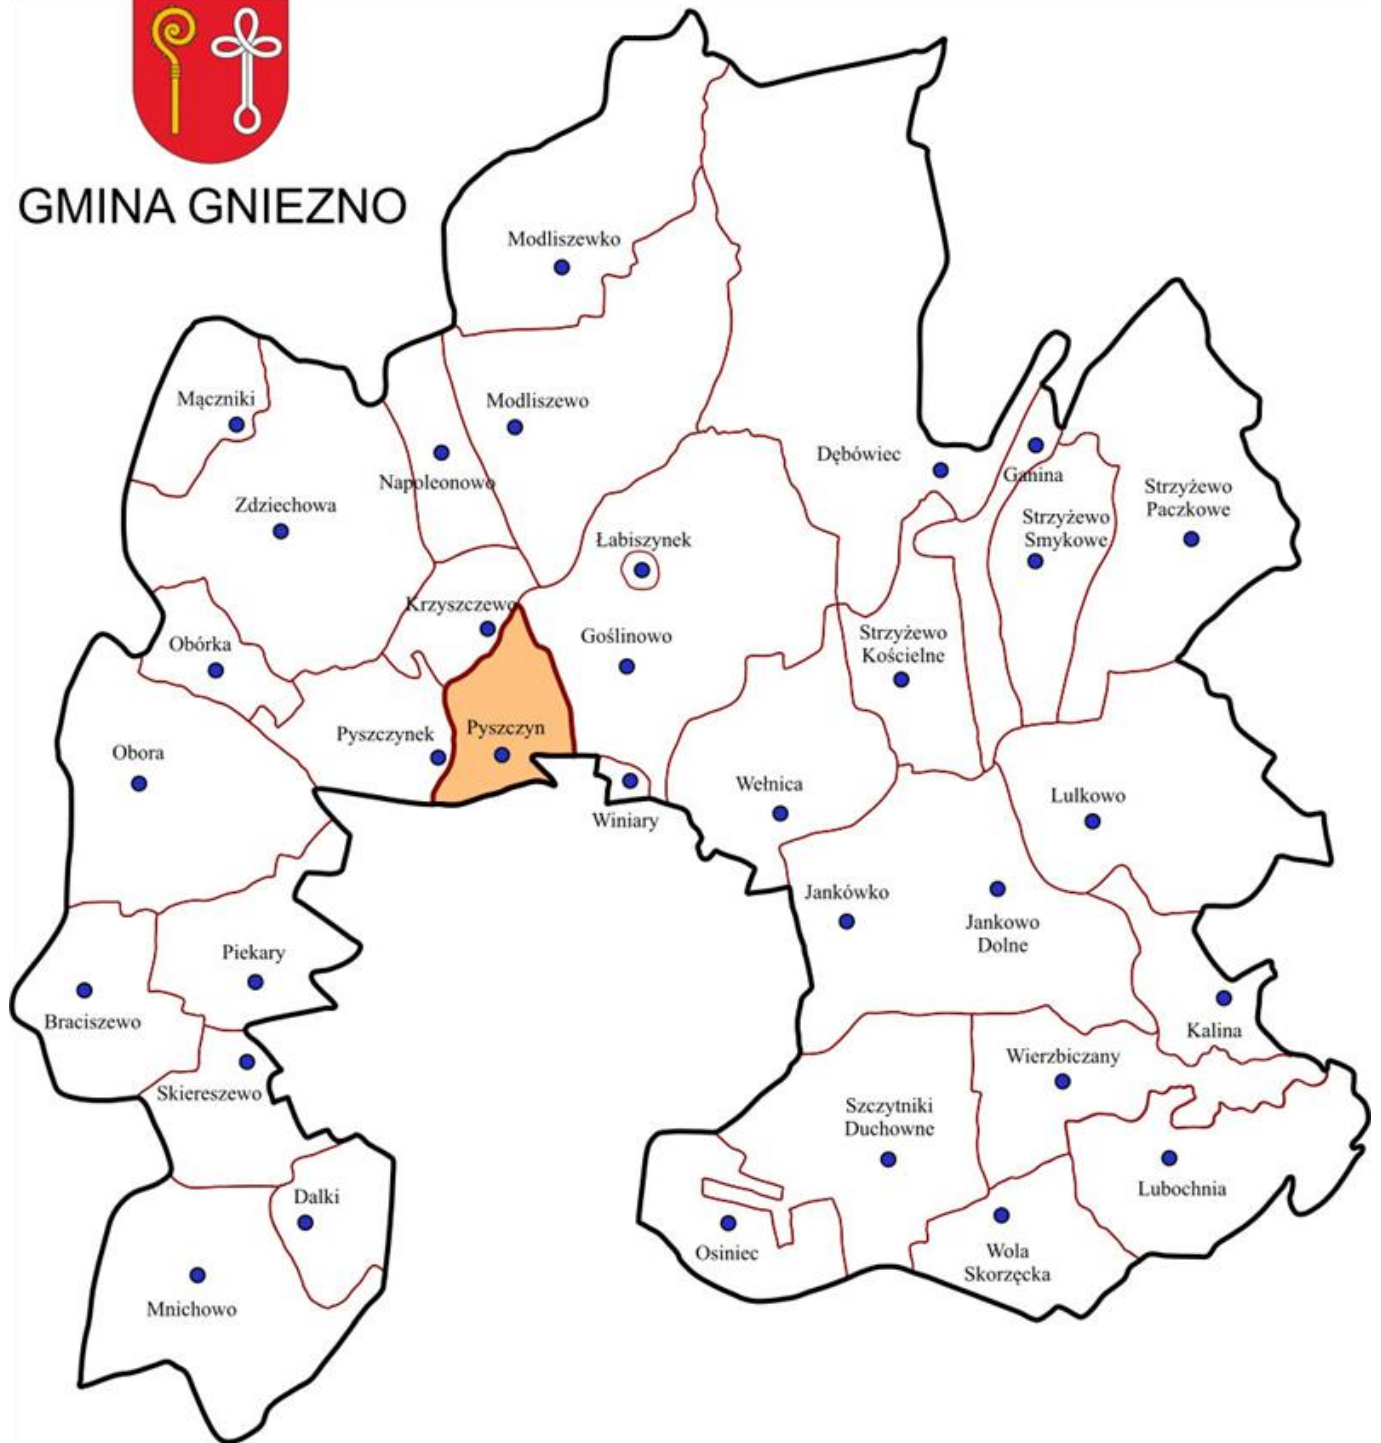 GMINA GNIEZNO
Modliszewko
Mączniki
Modliszewo
Napoleonowo
Dębówiec
Ganina
Zdziechowa
Strzyżewo
Paczkowe
Strzyżewo
Smykowe
Łabiszynek
Krzyszczewo
Obórka
Goślinowo
Strzyżewo
Kościelne
Pyszczynek
Pyszczyn
Obora
Wełnica
Winiary
Lulkowo
Jankówko
Jankowo
Dolne
Piekary
Braciszewo
Kalina
Skiereszewo
Wierzbiczany
Szczytniki
Duchowne
Lubochnia
Dalki
Osiniec
Wola
Skorzęcka
Mnichowo